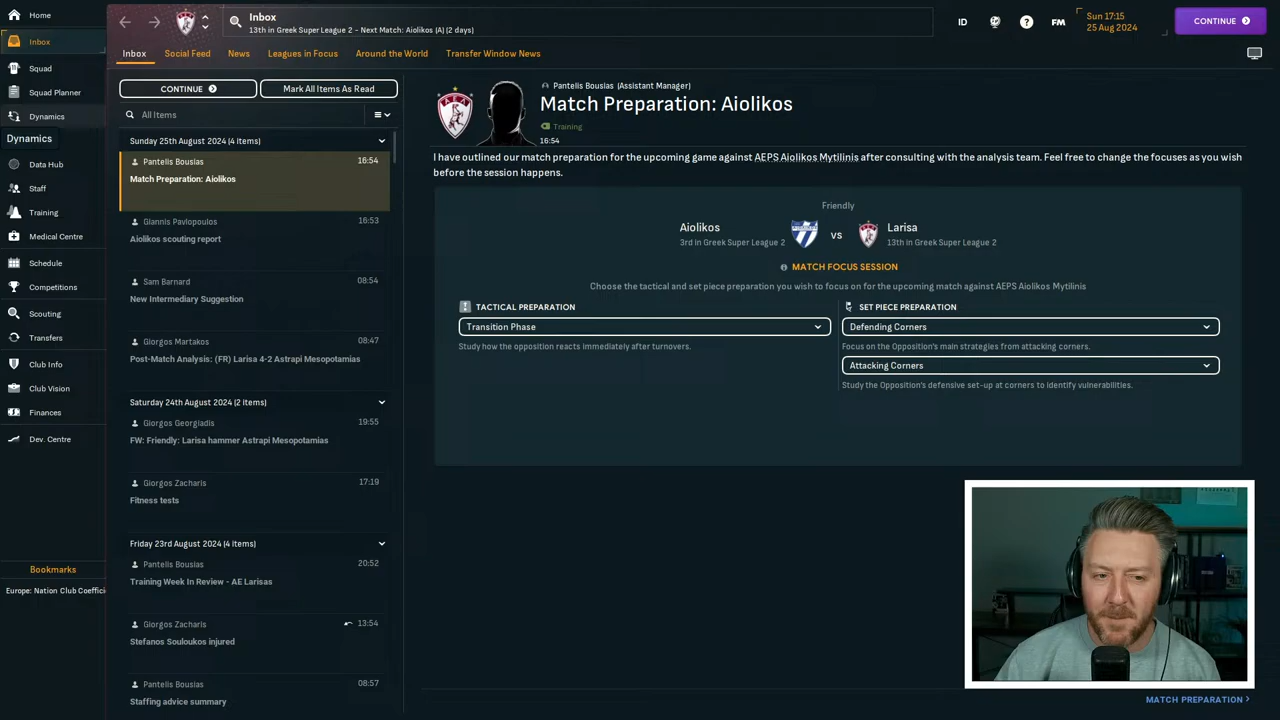 Home
Inbox
Squad
Squad Planner
Dynamics
Dynamics
Data Hub
Staff
Training
Medical Centre
Schedule
Competitions
Scouting
Transfers
Club Info
Club Vision
Finances
Dev. Centre
Bookmarks
Europe: Nation Club Coeffici
Inbox
13th in Greek Super League 2 - Next Match: Aiolikos (A) (2 days)
ID
FM
Sun 17:15
25 Aug 2024
CONTINUE
Inbox
Social Feed
News
Leagues in Focus
Around the World
Transfer Window News
CONTINUE
Mark All Items As Read
All Items
Sunday 25th August 2024 (4 items)
Pantelis Bousias 16:54
Match Preparation: Aiolikos
Giannis Pavlopoulos 16:53
Aiolikos scouting report
Sam Barnard 08:54
New Intermediary Suggestion
Giorgos Martakos 08:47
Post-Match Analysis: (FR) Larisa 4-2 Astrapi Mesopotamias
Saturday 24th August 2024 (2 items)
Giorgos Georgiadis 19:55
FW: Friendly: Larisa hammer Astrapi Mesopotamias
Giorgos Zacharis 17:19
Fitness tests
Friday 23rd August 2024 (4 items)
Pantelis Bousias 20:52
Training Week In Review - AE Larisas
Giorgos Zacharis 13:54
Stefanos Souloukos injured
Pantelis Bousias 08:57
Staffing advice summary
Pantelis Bousias (Assistant Manager)
Match Preparation: Aiolikos
Training
16:54
I have outlined our match preparation for the upcoming game against AEPS Aiolikos Mytilinis after consulting with the analysis team. Feel free to change the focuses as you wish
before the session happens.
Friendly
Aiolikos
3rd in Greek Super League 2
VS
Larisa
13th in Greek Super League 2
MATCH FOCUS SESSION
Choose the tactical and set piece preparation you wish to focus on for the upcoming match against AEPS Aiolikos Mytilinis
TACTICAL PREPARATION
Transition Phase
Study how the opposition reacts immediately after turnovers.
SET PIECE PREPARATION
Defending Corners
Focus on the Opposition's main strategies from attacking corners.
Attacking Corners
Study the Opposition's defensive set-up at corners to identify vulnerabilities.
MATCH PREPARATION >